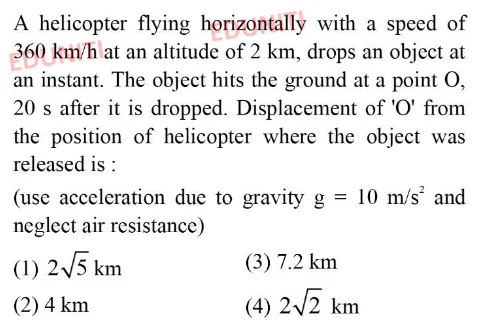 A helicopter flying horizontally with a speed of
360 km/h at an altitude of 2 km, drops an object at
an instant. The object hits the ground at a point O,
20 s after it is dropped. Displacement of 'O' from
the position of helicopter where the object was
released is :
(use acceleration due to gravity g = 10 m/s² and
neglect air resistance)
(1) 2√5 km
(3) 7.2 km
(2) 4 km
(4) 2√2 km
EDUNITI
EDUNITI